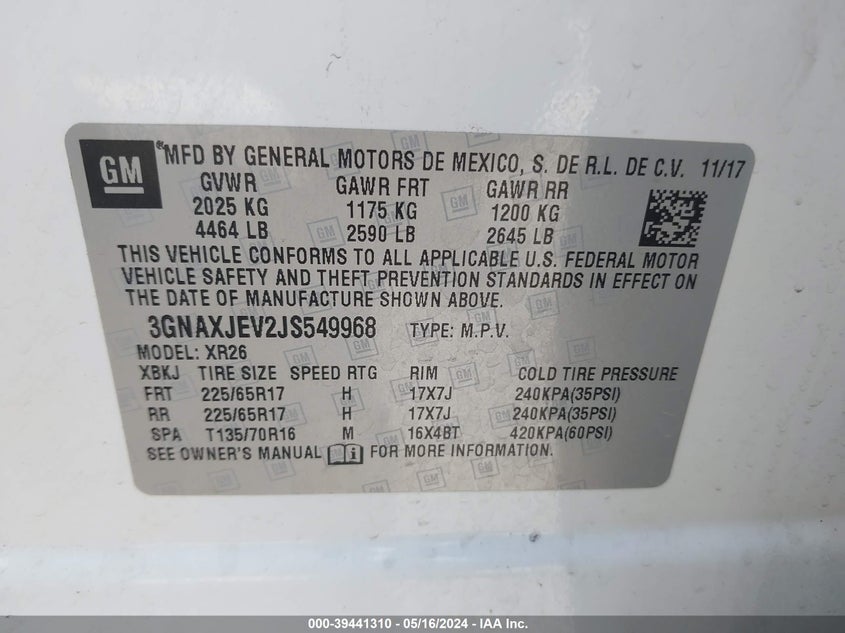 GM MFD BY GENERAL MOTORS DE MEXICO, S. DE R.L. DE C.V. 11/17
GVWR GAWR FRT GAWR RR
2025 KG 1175 KG 1200 KG
4464 LB 2590 LB 2645 LB
THIS VEHICLE CONFORMS TO ALL APPLICABLE U.S. FEDERAL MOTOR
VEHICLE SAFETY AND THEFT PREVENTION STANDARDS IN EFFECT ON
THE DATE OF MANUFACTURE SHOWN ABOVE.
3GNAXJEV2JS549968 TYPE: M.P.V.
MODEL: XR26
XBKJ TIRE SIZE SPEED RTG RIM COLD TIRE PRESSURE
FRT 225/65R17 H 17X7J 240KPA(35PSI)
RR 225/65R17 H 17X7J 240KPA(35PSI)
SPA T135/70R16 M 16X4BT 420KPA(60PSI)
SEE OWNER'S MANUAL FOR MORE INFORMATION.
000-39441310 - 05/16/2024 - IAA Inc.